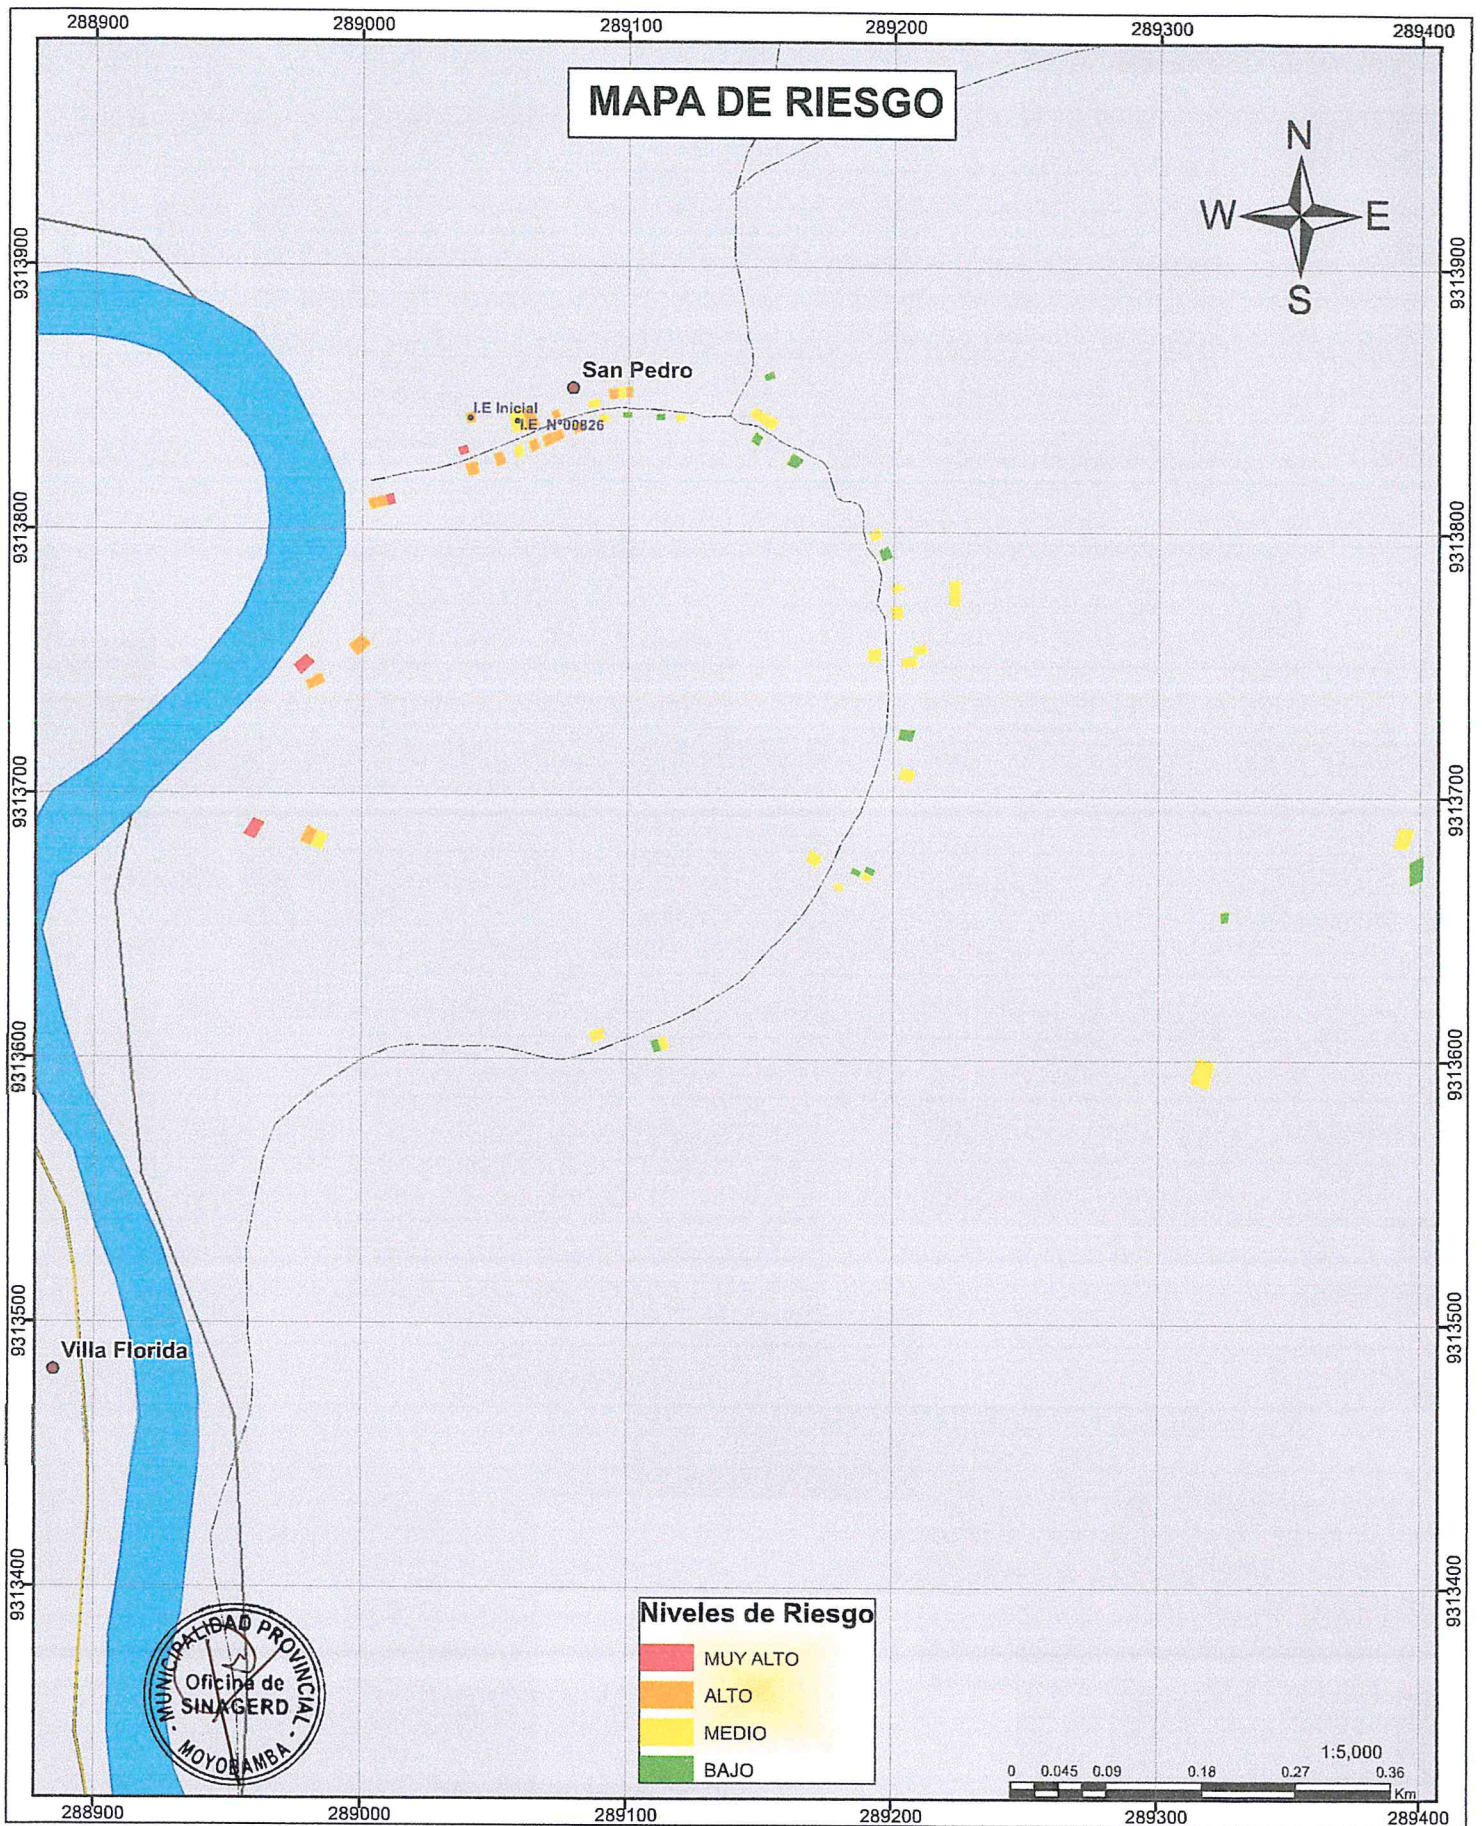 288900 289000 289100 289200 289300 289400
MAPA DE RIESGO
N
W E
S
9313900 9313900
San Pedro
I.E Inicial
I.E N°00826
9313800 9313800
9313700 9313700
9313600 9313600
9313500 9313500
Villa Florida
9313400 9313400
MUNICIPALIDAD PROVINCIAL
Oficina de
SINAGERD
- MOYOBAMBA -
Niveles de Riesgo
MUY ALTO
ALTO
MEDIO
BAJO
1:5,000
0 0.045 0.09 0.18 0.27 0.36
Km
288900 289000 289100 289200 289300 289400